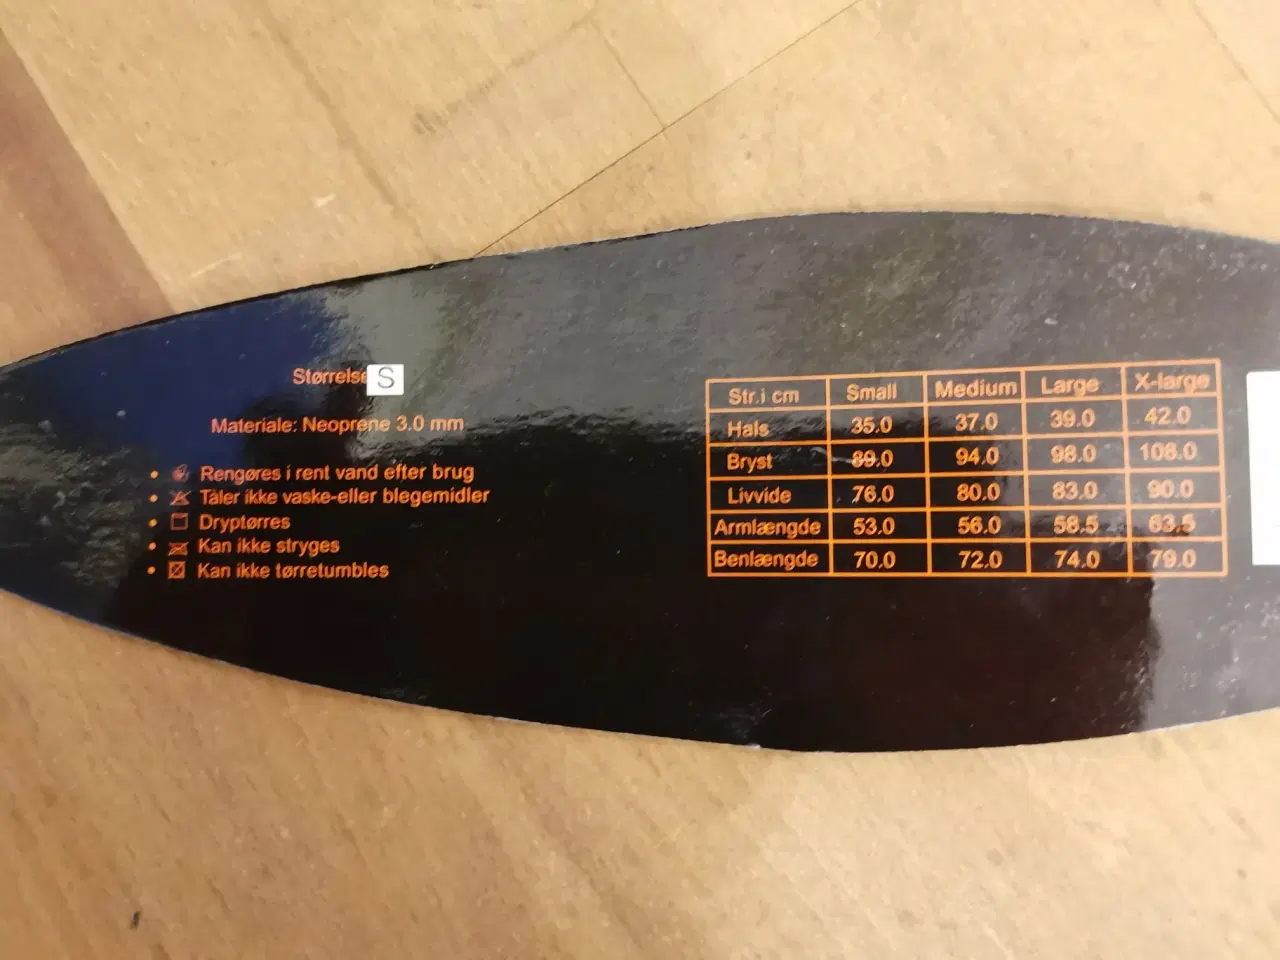 Størrelse S
Materiale: Neoprene 3.0 mm
• Rengøres i rent vand efter brug
• Tåler ikke vaske-eller blegemidler
• Dryptørres
• Kan ikke stryges
• Kan ikke tørretumbles
Str.i cm Small Medium Large X-large
Hals 35.0 37.0 39.0 42.0
Bryst 89.0 94.0 98.0 108.0
Livvide 76.0 80.0 83.0 90.0
Armlængde 53.0 56.0 58.5 63.5
Benlængde 70.0 72.0 74.0 79.0